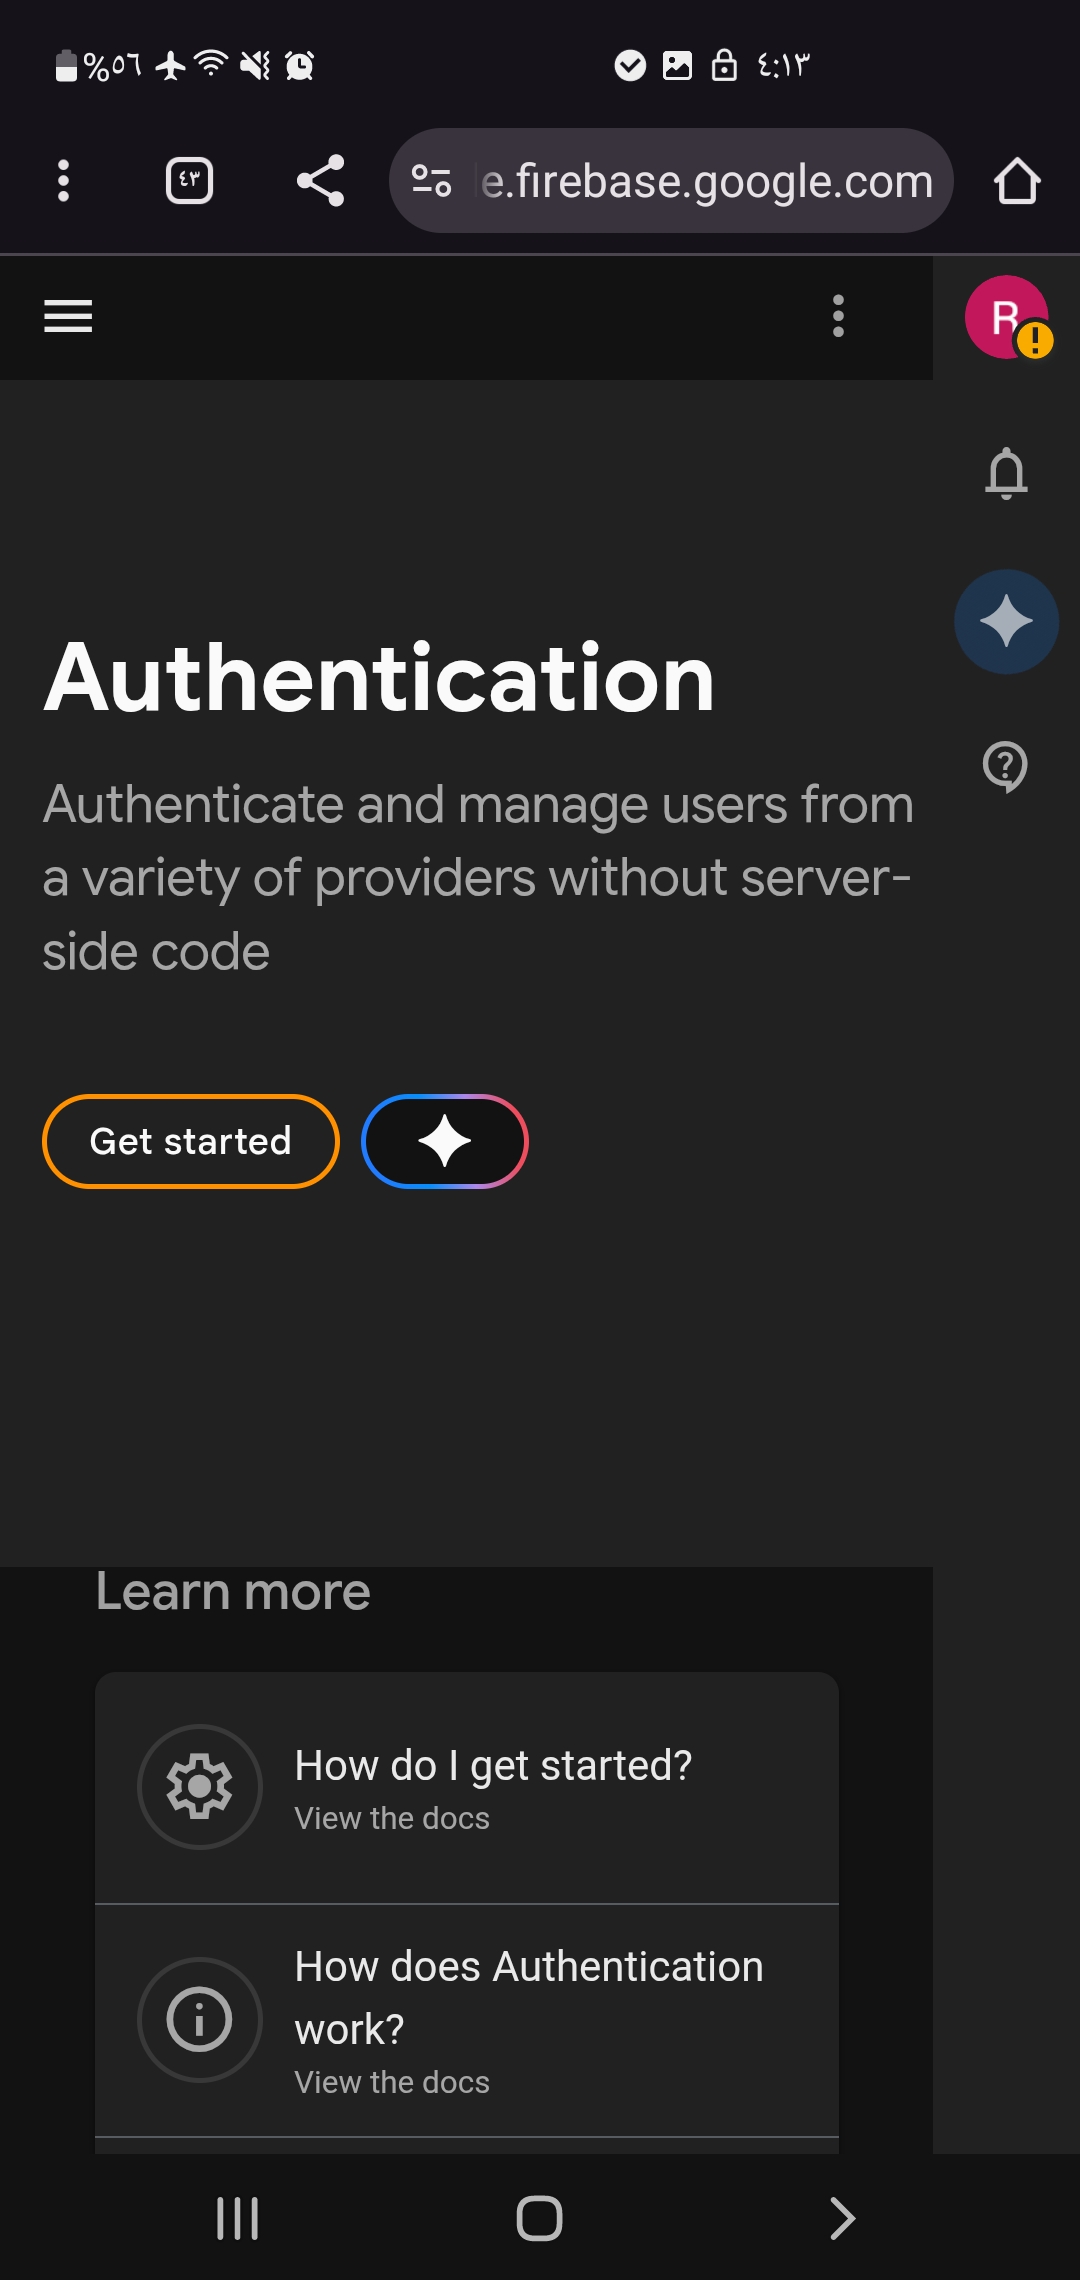 %٥٦
٤:١٣
٤٣
e.firebase.google.com
R
Authentication
Authenticate and manage users from
a variety of providers without server-
side code
Get started
Learn more
How do I get started?
View the docs
How does Authentication
work?
View the docs